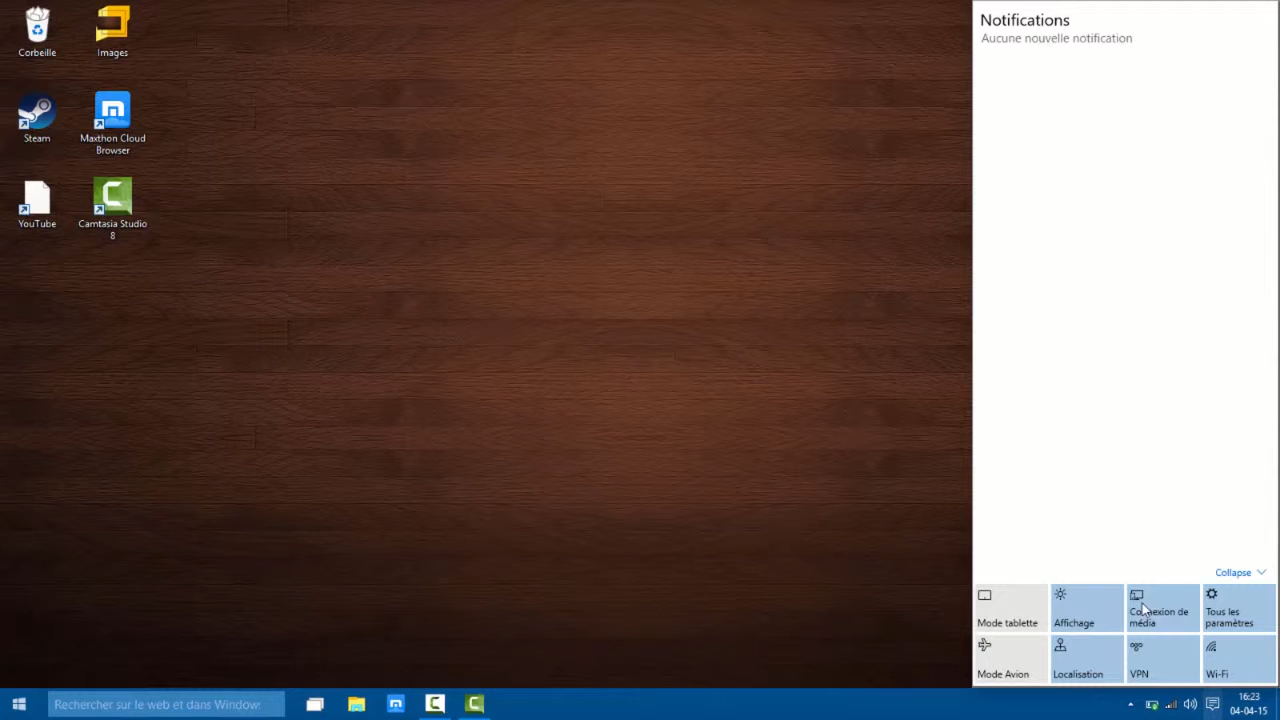 Corbeille
Images
Steam
Maxthon Cloud
Browser
YouTube
Camtasia Studio
8
Notifications
Aucune nouvelle notification
Collapse
Mode tablette
Affichage
Connexion de
média
Tous les
paramètres
Mode Avion
Localisation
VPN
Wi-Fi
Rechercher sur le web et dans Windows
16:23
04-04-15